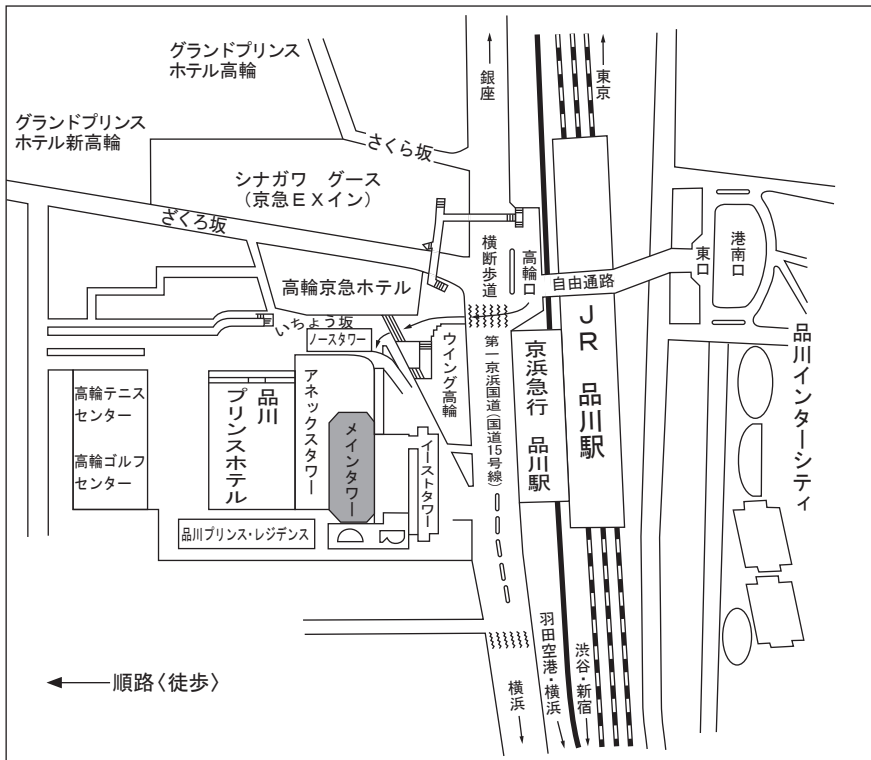 グランドプリンス
ホテル高輪
グランドプリンス
ホテル新高輪
さくら坂
シナガワ グース
(京急EXイン)
ざくろ坂
銀座
東京
横断歩道
高輪口
自由通路
東口
港南口
高輪京急ホテル
いちょう坂
ノースタワー
ウイング高輪
第一京浜国道(国道15号線)
京浜急行 品川駅
JR 品川駅
品川インターシティ
高輪テニス
センター
高輪ゴルフ
センター
品川
プリンスホテル
アネックスタワー
メインタワー
イーストタワー
品川プリンス・レジデンス
順路〈徒歩〉
横浜
羽田空港・横浜
渋谷・新宿